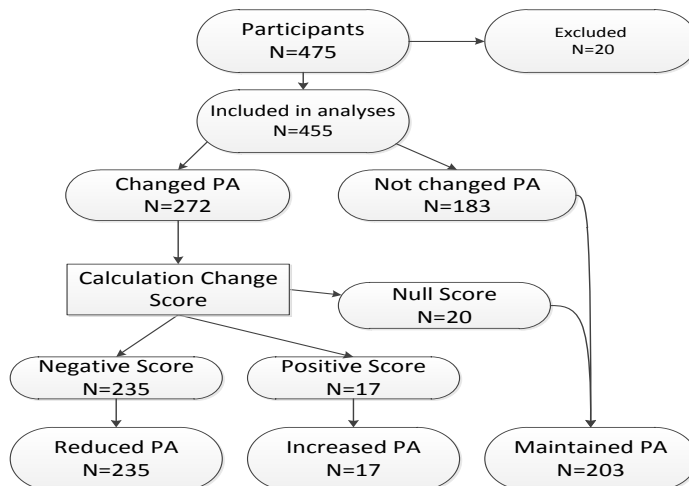 Participants
N=475
Excluded
N=20
Included in analyses
N=455
Changed PA
N=272
Not changed PA
N=183
Calculation Change
Score
Null Score
N=20
Negative Score
N=235
Positive Score
N=17
Reduced PA
N=235
Increased PA
N=17
Maintained PA
N=203